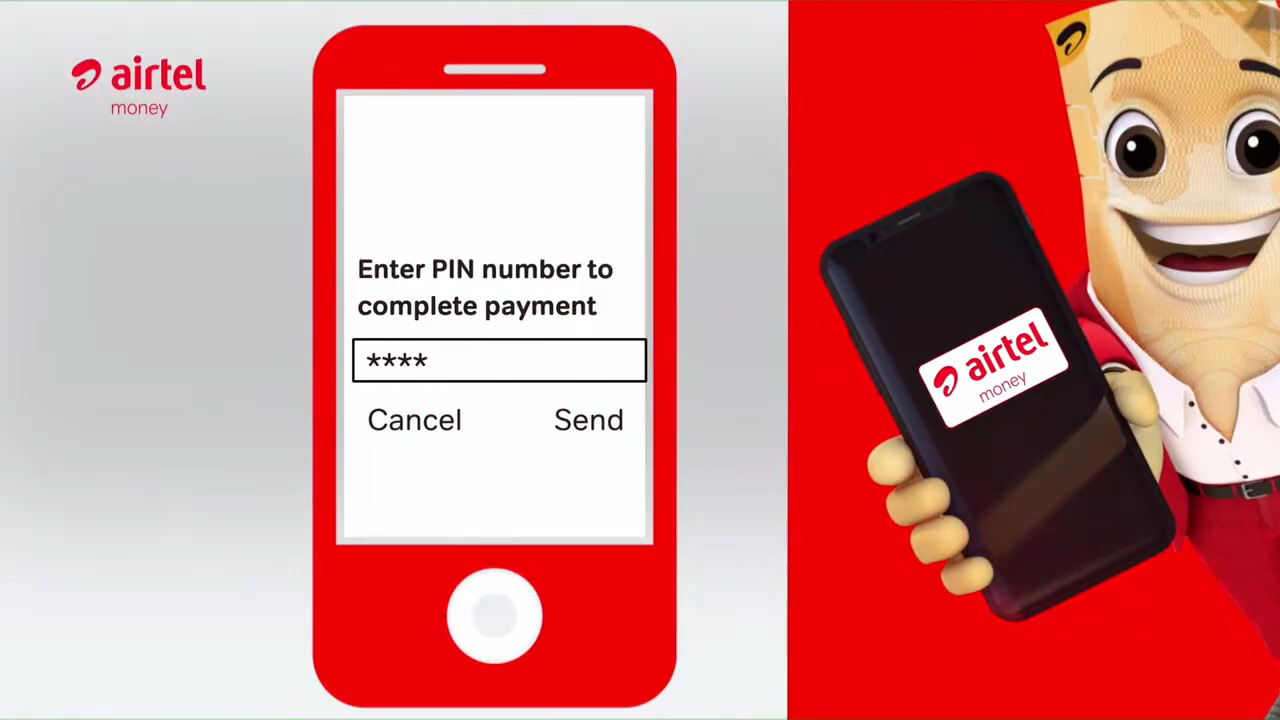 airtel
money
Enter PIN number to
complete payment
****
Cancel
Send
airtel
money